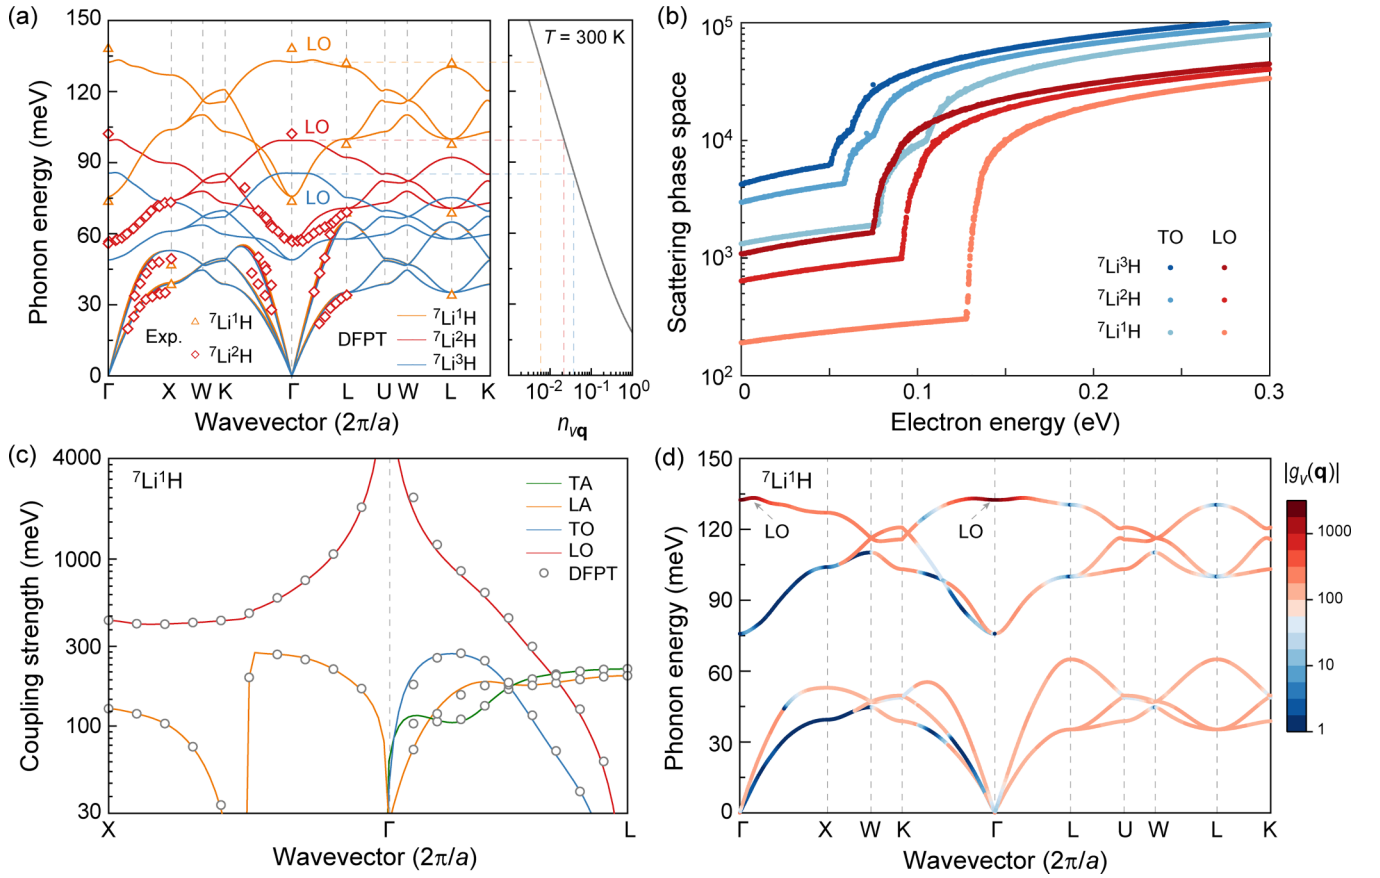 (a)
150
120
90
60
30
0
Phonon energy (meV)
LO
LO
LO
Exp.
⁷Li¹H
⁷Li²H
DFPT
⁷Li¹H
⁷Li²H
⁷Li³H
Γ X W K Γ L U W L K
Wavevector (2π/a)
T = 300 K
10⁻² 10⁻¹ 10⁰
nνq
(b)
10⁵
10⁴
10³
10²
Scattering phase space
TO LO
⁷Li³H
⁷Li²H
⁷Li¹H
0 0.1 0.2 0.3
Electron energy (eV)
(c)
4000
1000
300
100
30
Coupling strength (meV)
⁷Li¹H
TA
LA
TO
LO
DFPT
X Γ L
Wavevector (2π/a)
(d)
150
120
90
60
30
0
Phonon energy (meV)
⁷Li¹H
LO
LO
Γ X W K Γ L U W L K
Wavevector (2π/a)
|gν(q)|
1000
100
10
1